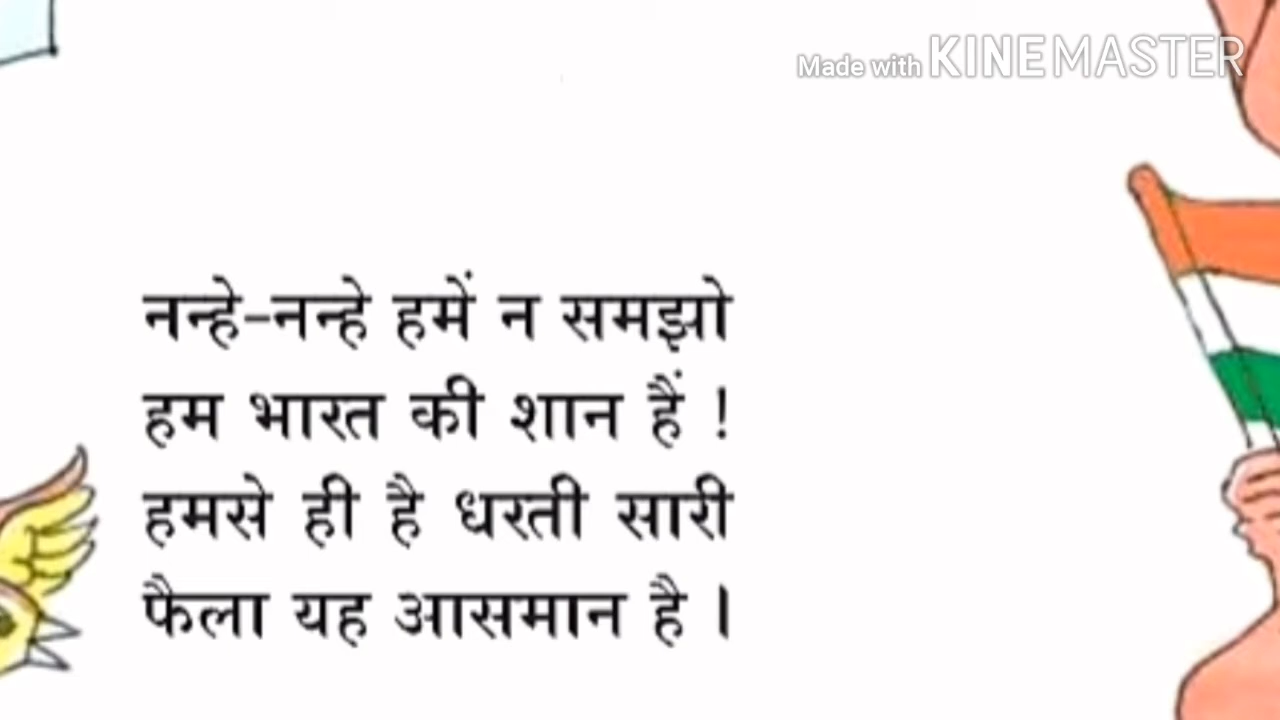 Made with KINEMASTER
नन्हे-नन्हे हमें न समझो
हम भारत की शान हैं !
हमसे ही है धरती सारी
फैला यह आसमान है ।